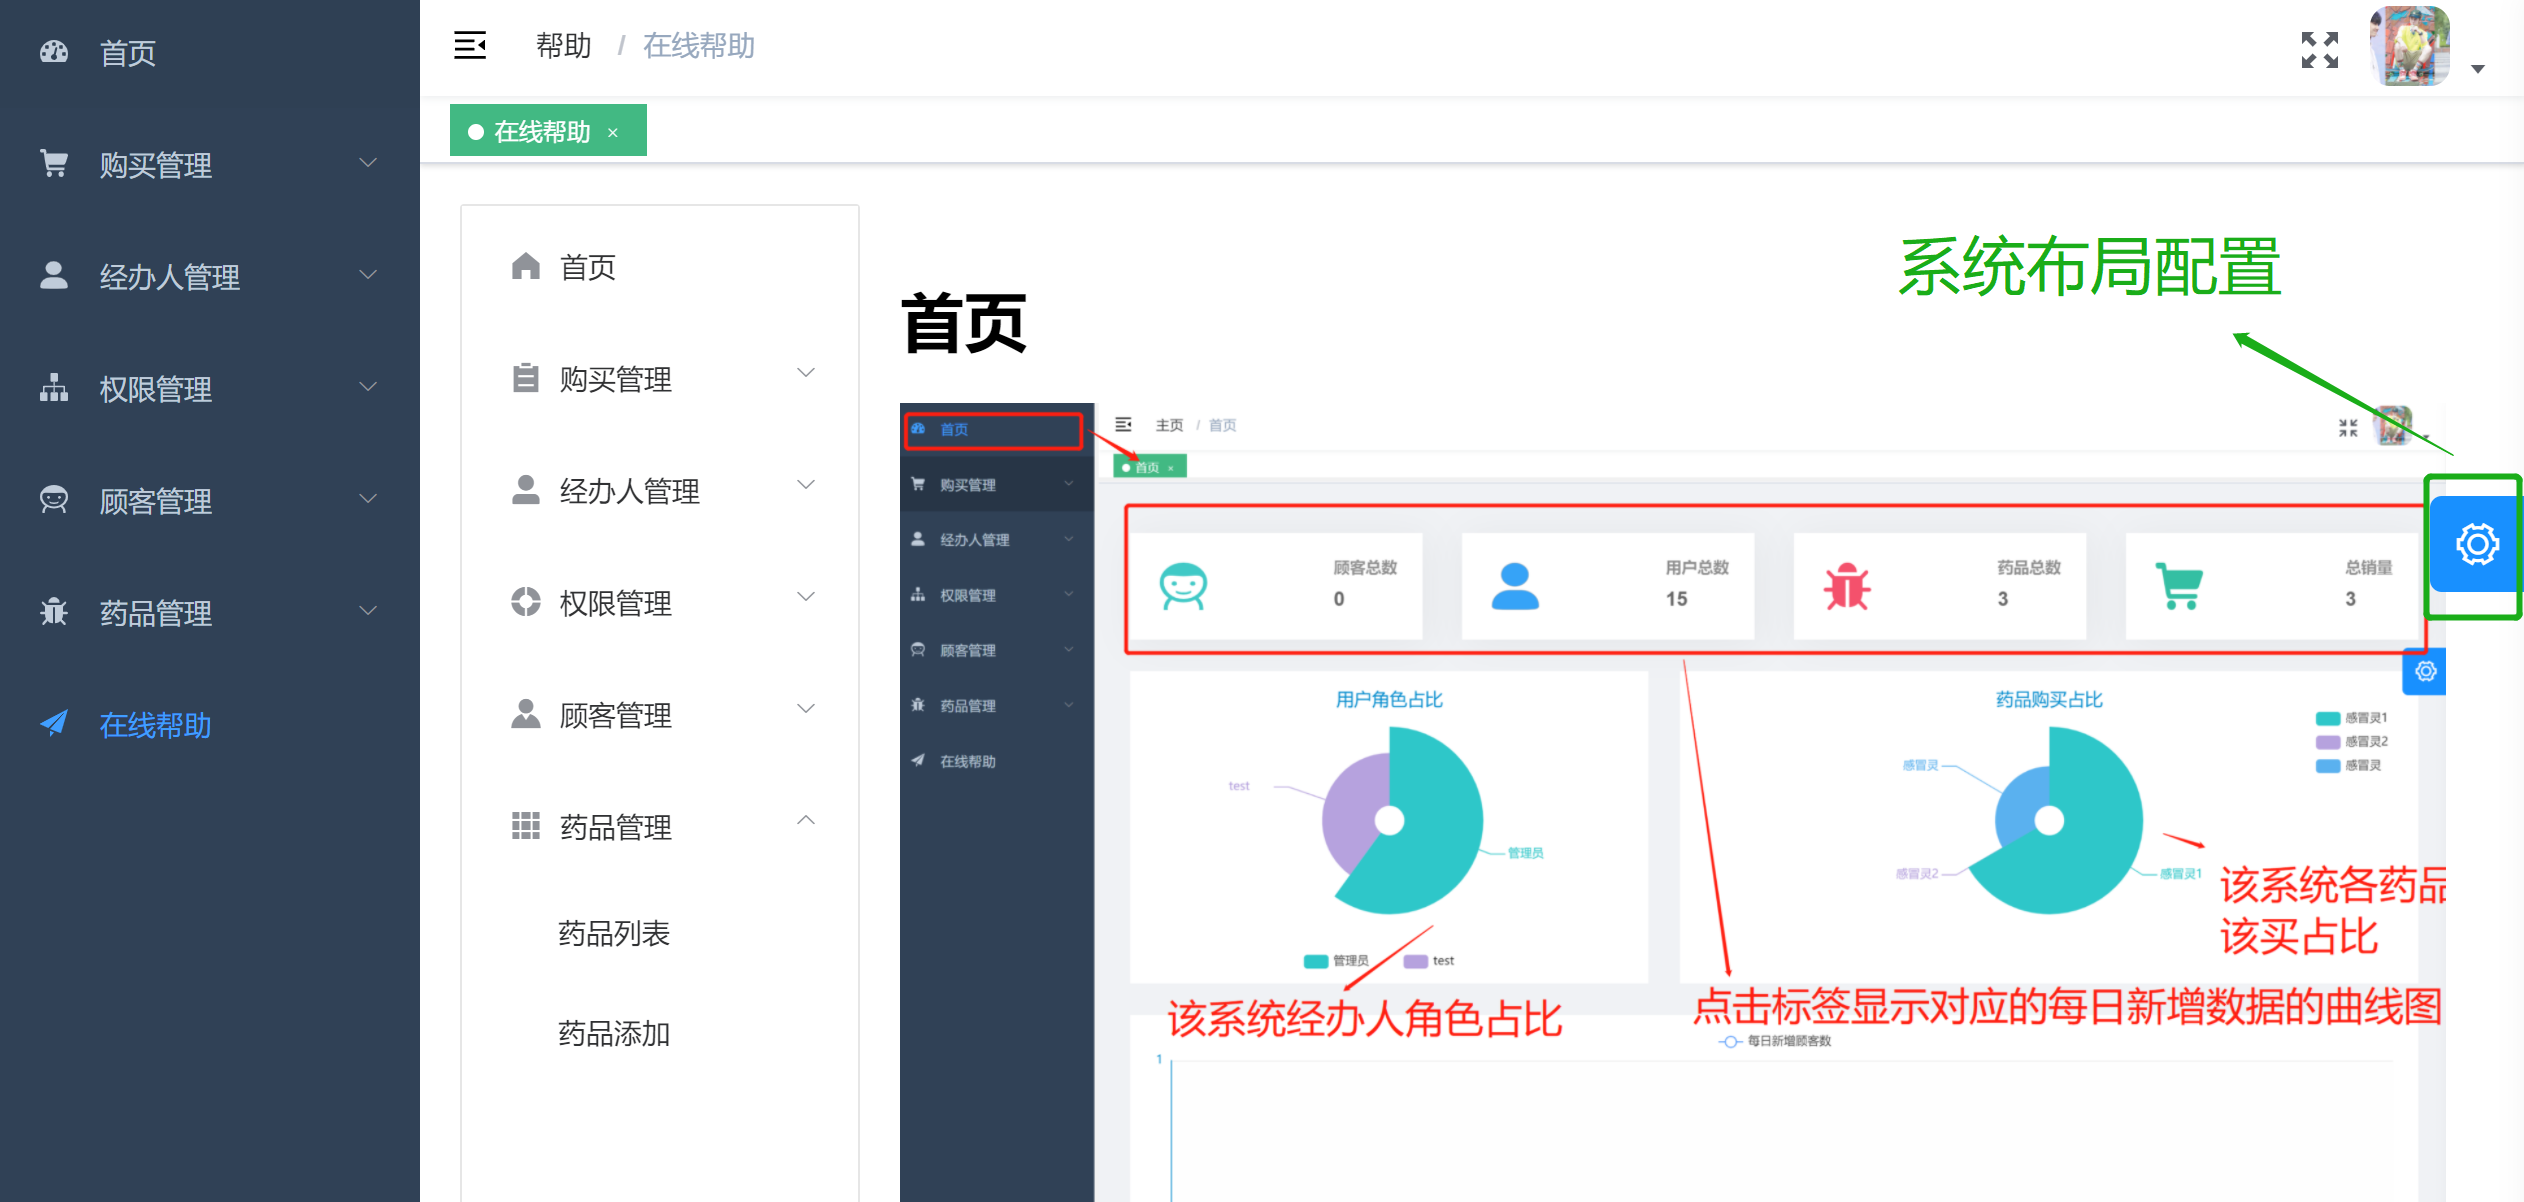 首页
购买管理
经办人管理
权限管理
顾客管理
药品管理
在线帮助
帮助 / 在线帮助
在线帮助 ×
首页
购买管理
经办人管理
权限管理
顾客管理
药品管理
药品列表
药品添加
系统布局配置
首页
首页
购买管理
经办人管理
权限管理
顾客管理
药品管理
在线帮助
主页 / 首页
首页 ×
顾客总数
0
用户总数
15
药品总数
3
总销量
3
用户角色占比
test
管理员
管理员 test
该系统经办人角色占比
药品购买占比
感冒灵1
感冒灵2
感冒灵
感冒灵
感冒灵2
感冒灵1
该系统各药品
该买占比
点击标签显示对应的每日新增数据的曲线图
每日新增顾客数
1